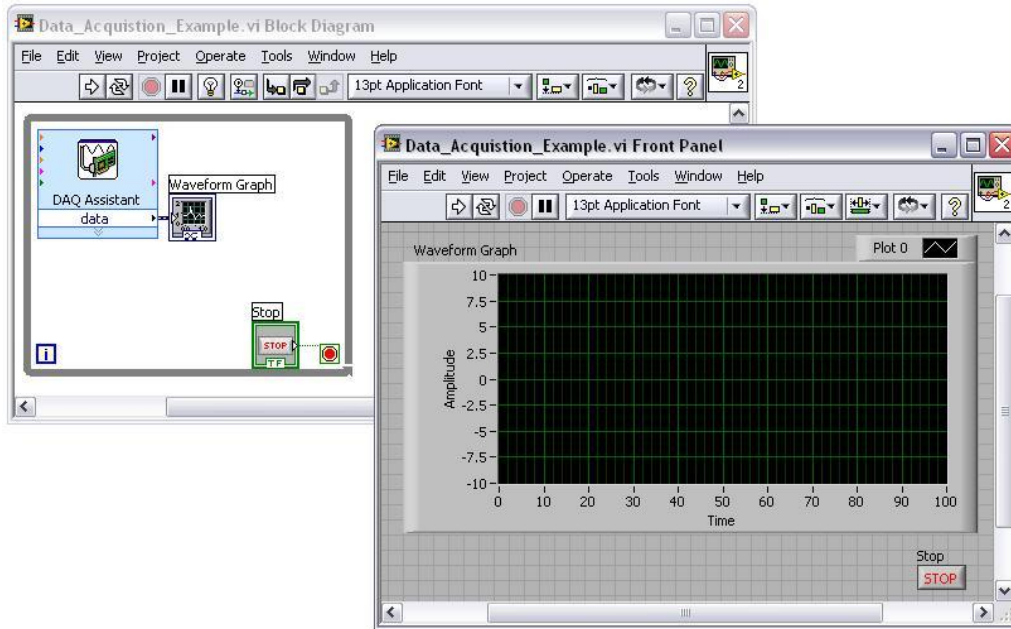 Data_Acquistion_Example.vi Block Diagram
File Edit View Project Operate Tools Window Help
13pt Application Font
2
DAQ Assistant
data
Waveform Graph
Stop
STOP
TF
i
Data_Acquistion_Example.vi Front Panel
File Edit View Project Operate Tools Window Help
13pt Application Font
2
Waveform Graph
Plot 0
10
7.5
5
2.5
0
-2.5
-5
-7.5
-10
Amplitude
0 10 20 30 40 50 60 70 80 90 100
Time
Stop
STOP